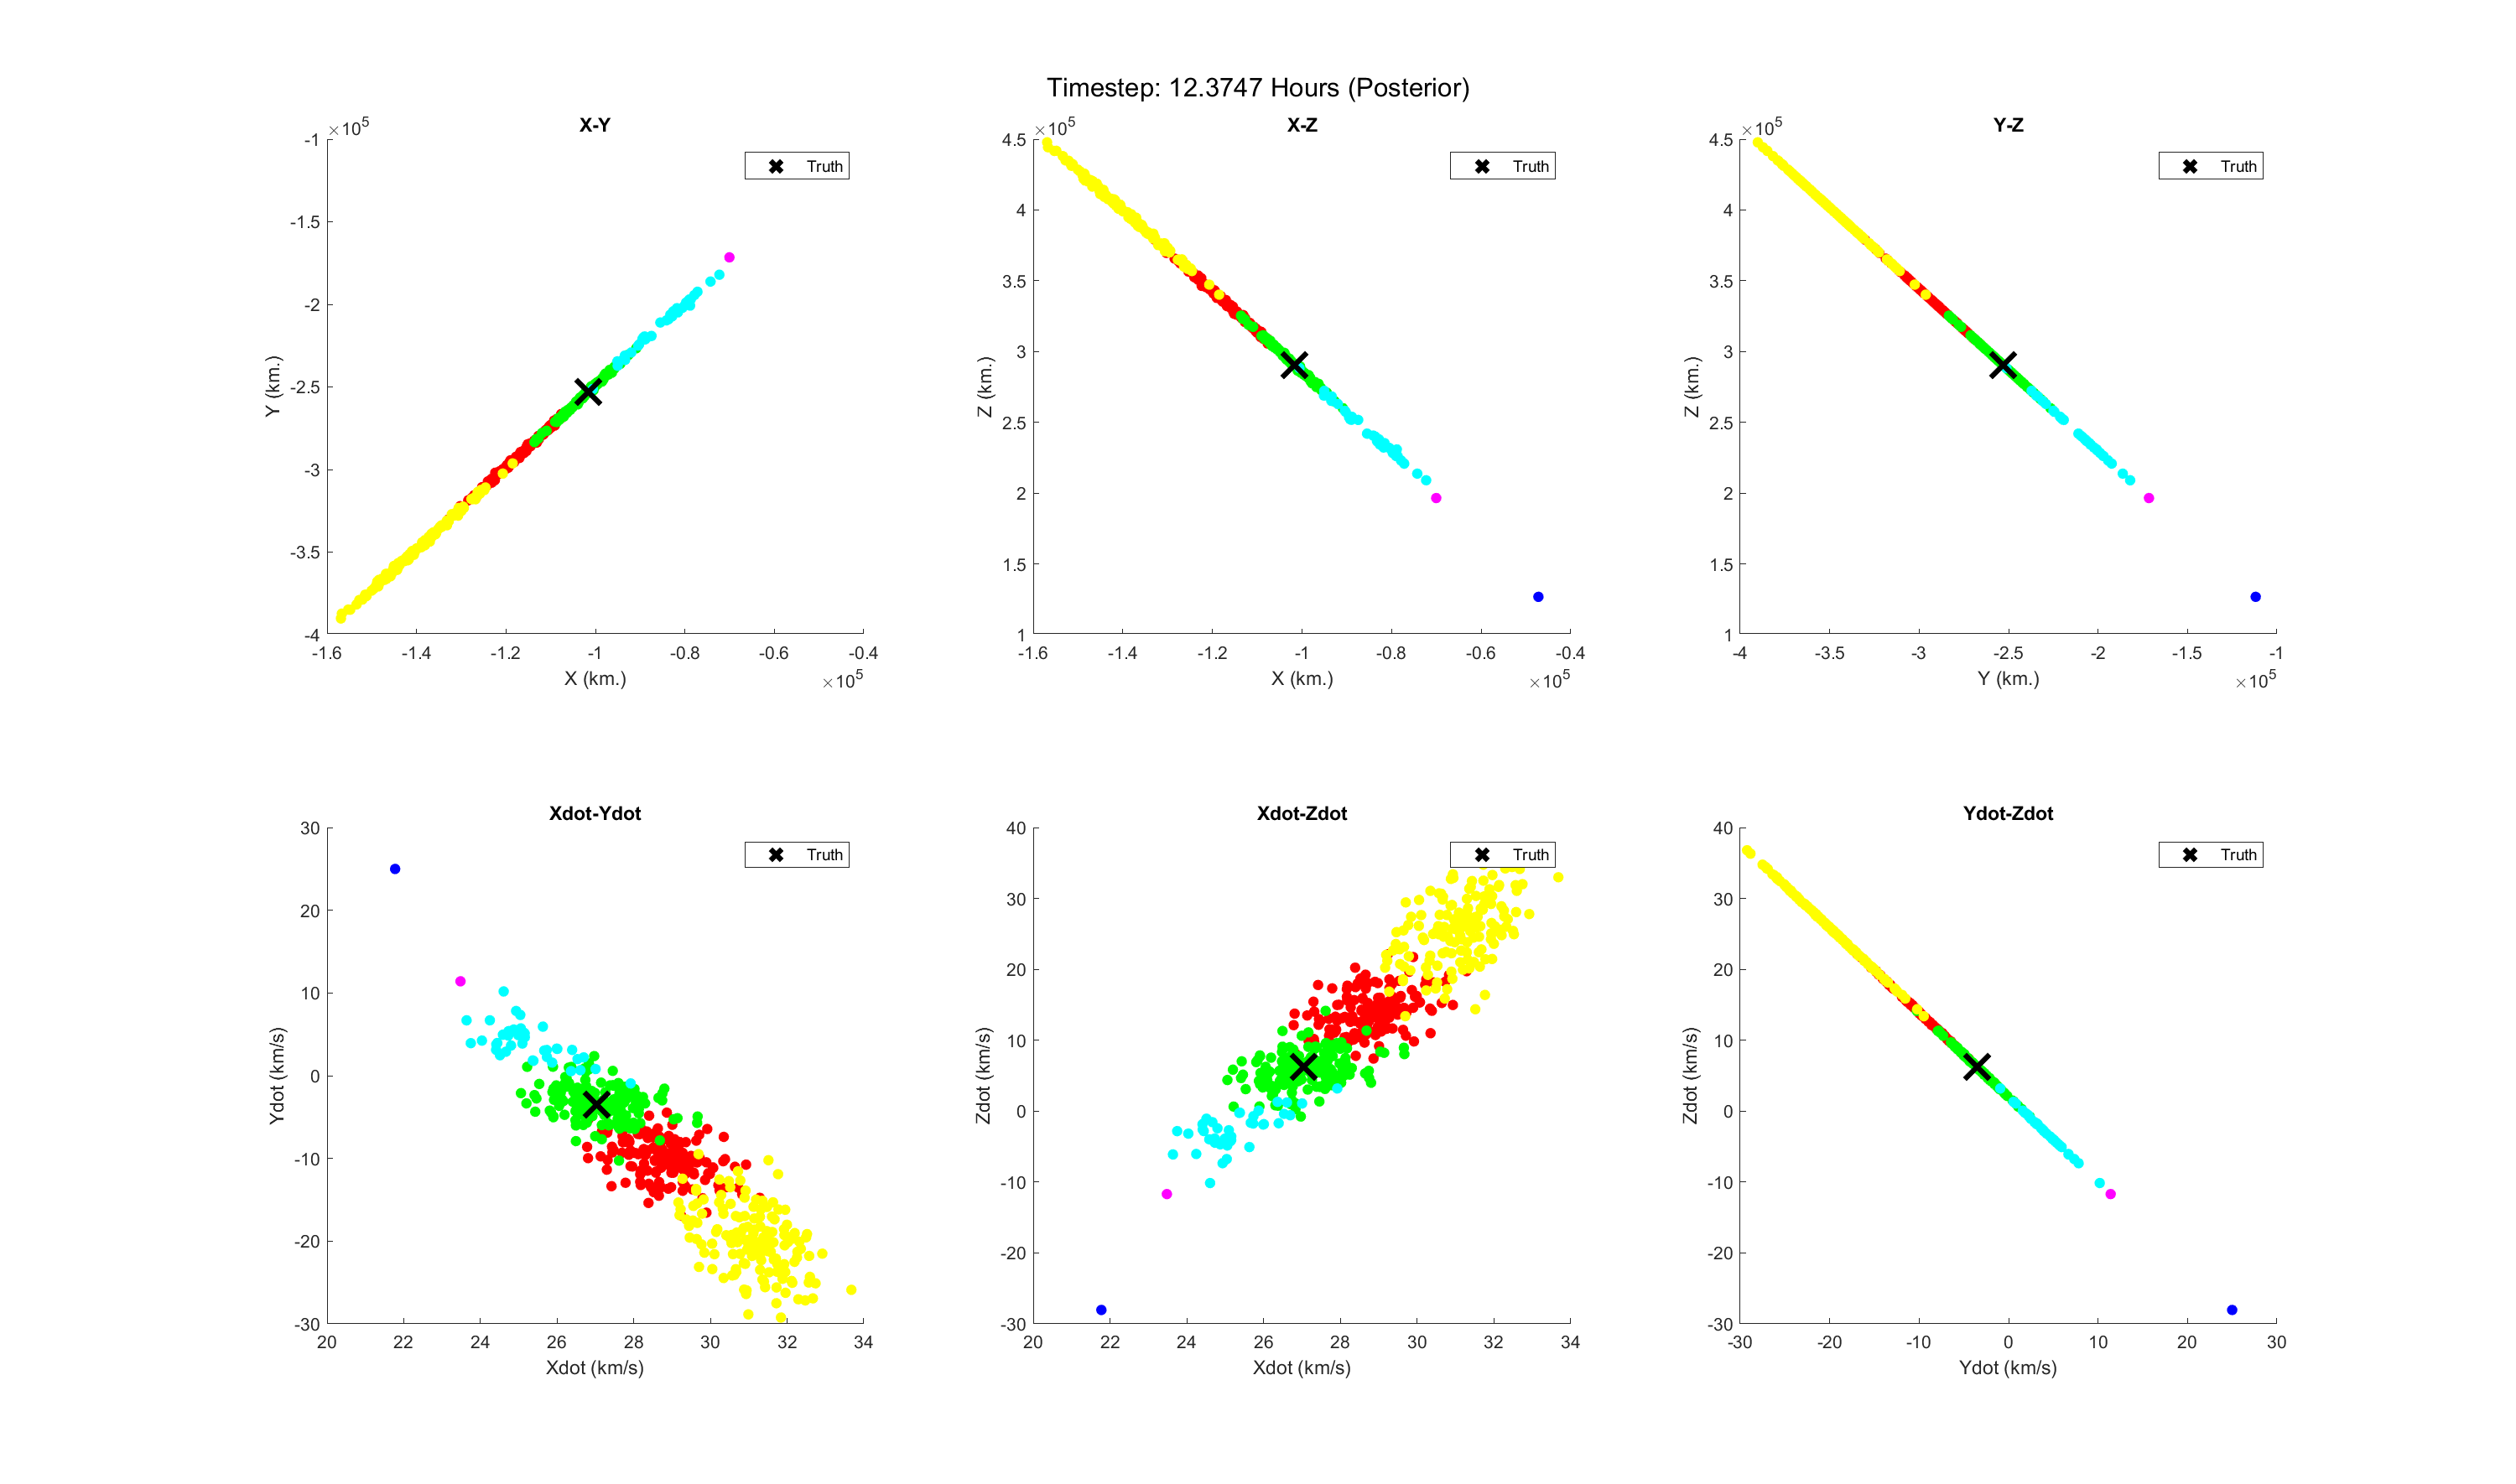 Timestep: 12.3747 Hours (Posterior)
X-Y
×10^5
-1
-1.5
-2
-2.5
-3
-3.5
-4
Y (km.)
Truth
-1.6 -1.4 -1.2 -1 -0.8 -0.6 -0.4
X (km.)
×10^5
X-Z
×10^5
4.5
4
3.5
3
2.5
2
1.5
1
Z (km.)
Truth
-1.6 -1.4 -1.2 -1 -0.8 -0.6 -0.4
X (km.)
×10^5
Y-Z
×10^5
4.5
4
3.5
3
2.5
2
1.5
1
Z (km.)
Truth
-4 -3.5 -3 -2.5 -2 -1.5 -1
Y (km.)
×10^5
Xdot-Ydot
30
20
10
0
-10
-20
-30
Ydot (km/s)
Truth
20 22 24 26 28 30 32 34
Xdot (km/s)
Xdot-Zdot
40
30
20
10
0
-10
-20
-30
Zdot (km/s)
Truth
20 22 24 26 28 30 32 34
Xdot (km/s)
Ydot-Zdot
40
30
20
10
0
-10
-20
-30
Zdot (km/s)
Truth
-30 -20 -10 0 10 20 30
Ydot (km/s)